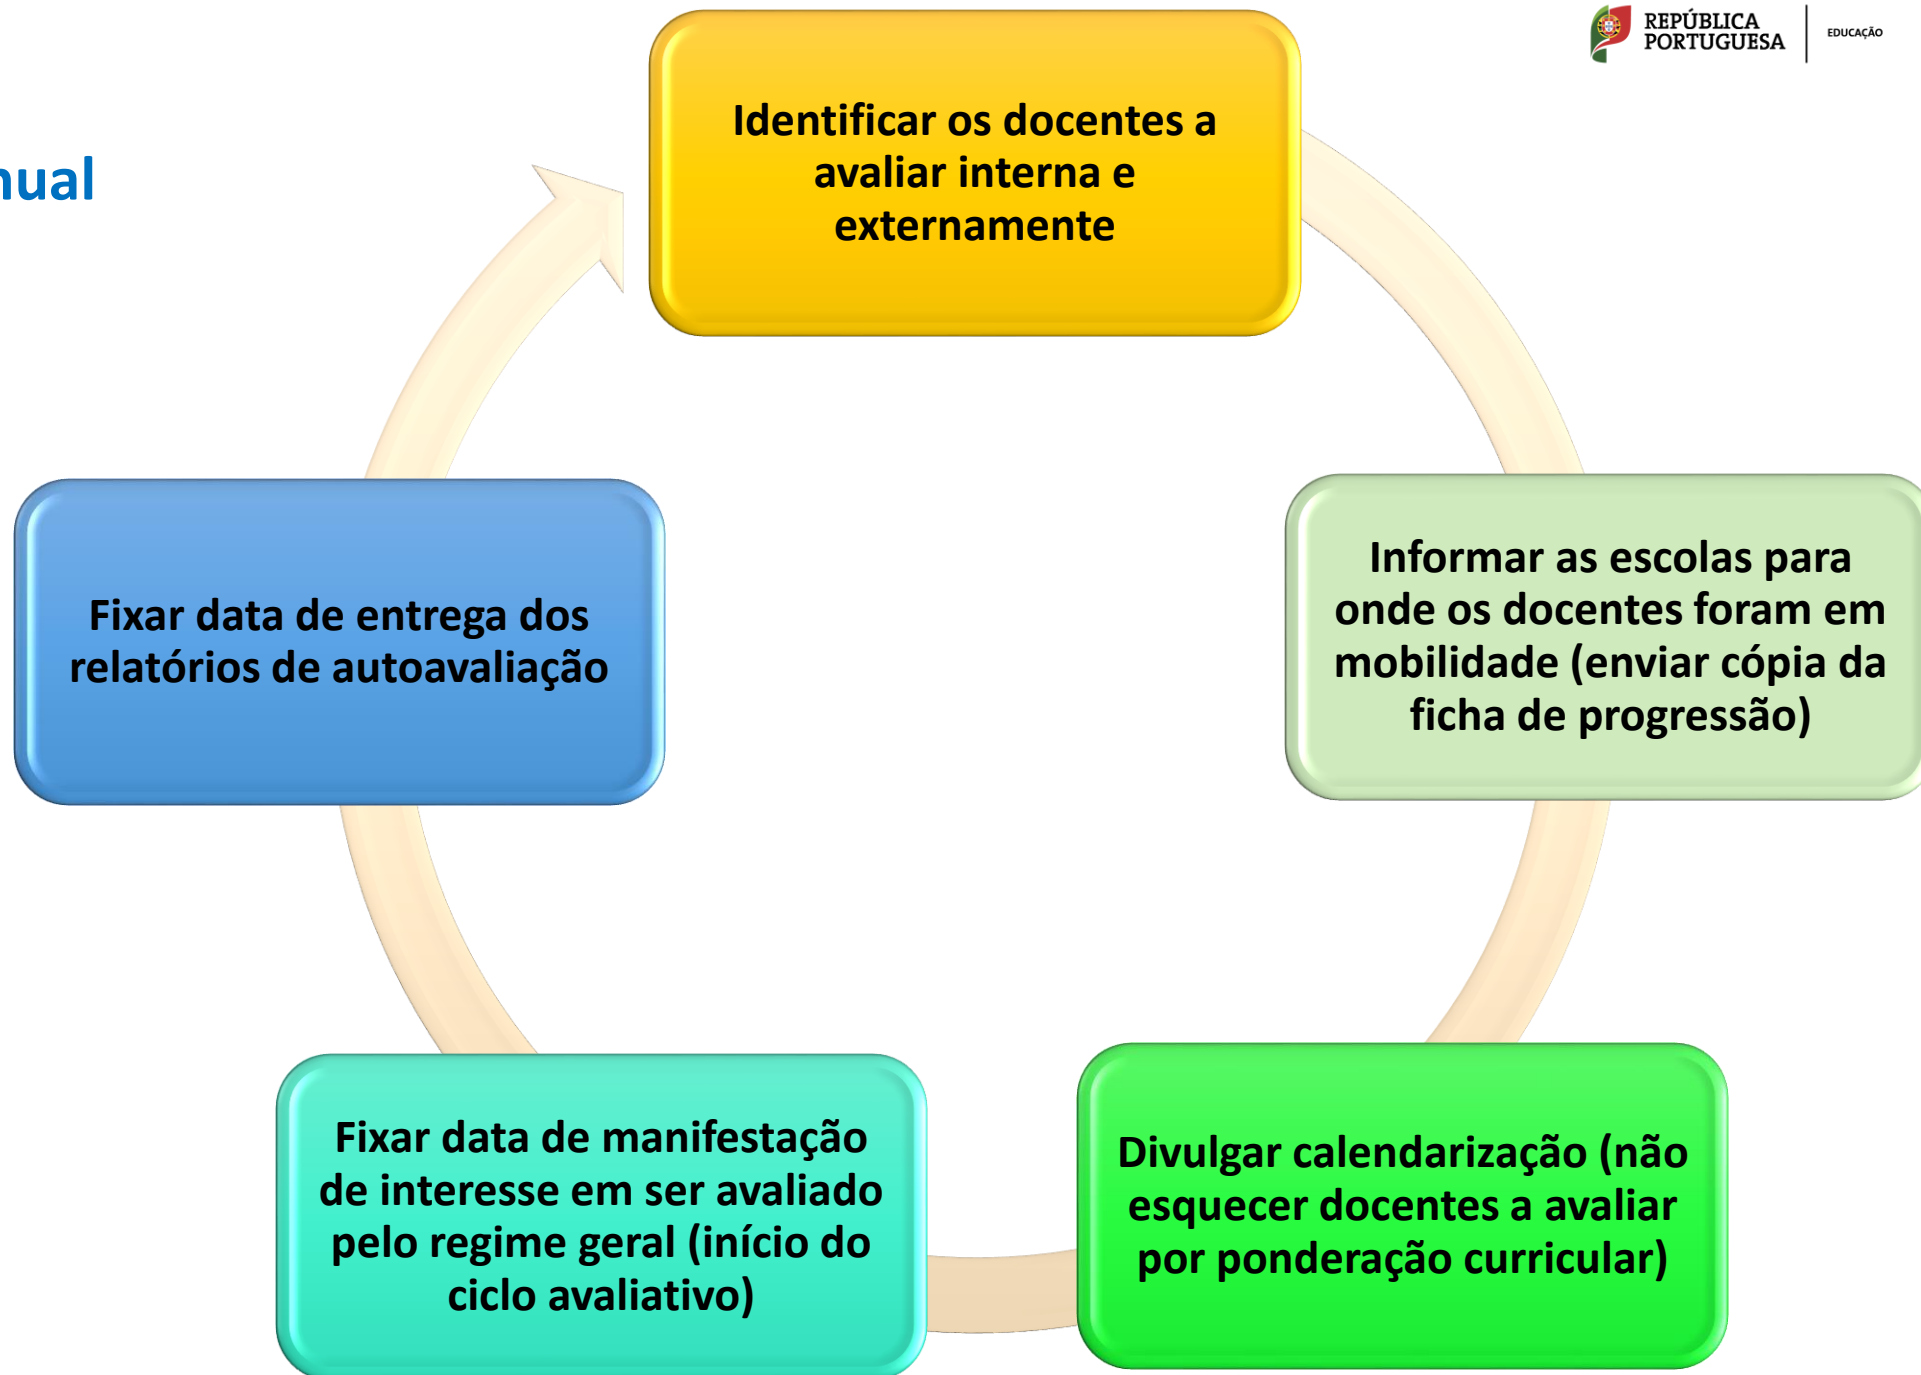 REPÚBLICA
PORTUGUESA
EDUCAÇÃO
nual
Identificar os docentes a
avaliar interna e
externamente
Informar as escolas para
onde os docentes foram em
mobilidade (enviar cópia da
ficha de progressão)
Divulgar calendarização (não
esquecer docentes a avaliar
por ponderação curricular)
Fixar data de manifestação
de interesse em ser avaliado
pelo regime geral (início do
ciclo avaliativo)
Fixar data de entrega dos
relatórios de autoavaliação